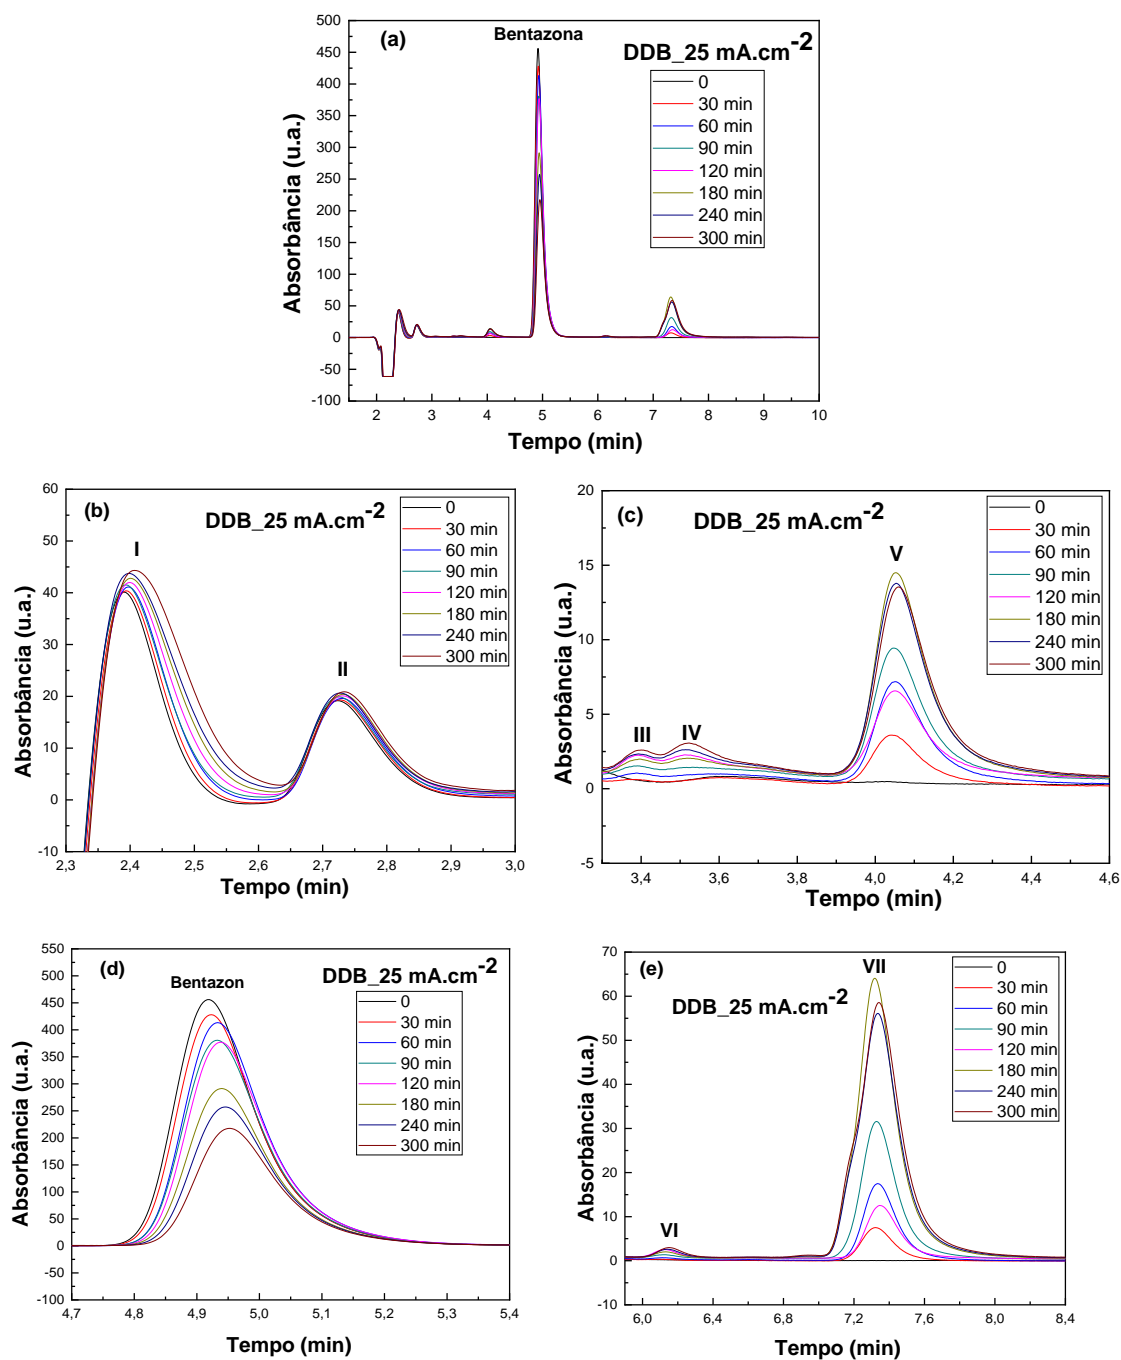 (a)
Bentazona
DDB_25 mA.cm-2
0
30 min
60 min
90 min
120 min
180 min
240 min
300 min
500
450
400
350
300
250
200
150
100
50
0
-50
-100
Absorbância (u.a.)
2 3 4 5 6 7 8 9 10
Tempo (min)
(b)
DDB_25 mA.cm-2
I
II
0
30 min
60 min
90 min
120 min
180 min
240 min
300 min
60
50
40
30
20
10
0
-10
Absorbância (u.a.)
2,3 2,4 2,5 2,6 2,7 2,8 2,9 3,0
Tempo (min)
(c)
DDB_25 mA.cm-2
III
IV
V
0
30 min
60 min
90 min
120 min
180 min
240 min
300 min
20
15
10
5
0
-5
Absorbância (u.a.)
3,4 3,6 3,8 4,0 4,2 4,4 4,6
Tempo (min)
(d)
Bentazon
DDB_25 mA.cm-2
0
30 min
60 min
90 min
120 min
180 min
240 min
300 min
550
500
450
400
350
300
250
200
150
100
50
0
-50
-100
Absorbância (u.a.)
4,7 4,8 4,9 5,0 5,1 5,2 5,3 5,4
Tempo (min)
(e)
VII
DDB_25 mA.cm-2
VI
0
30 min
60 min
90 min
120 min
180 min
240 min
300 min
70
60
50
40
30
20
10
0
-10
Absorbância (u.a.)
6,0 6,4 6,8 7,2 7,6 8,0 8,4
Tempo (min)